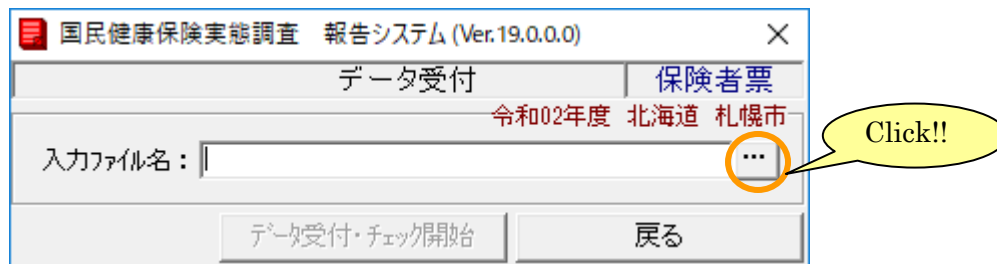 国民健康保険実態調査　報告システム (Ver.19.0.0.0)
データ受付　保険者票
令和02年度　北海道　札幌市
入力ファイル名： ...
Click!!
データ受付・チェック開始　戻る